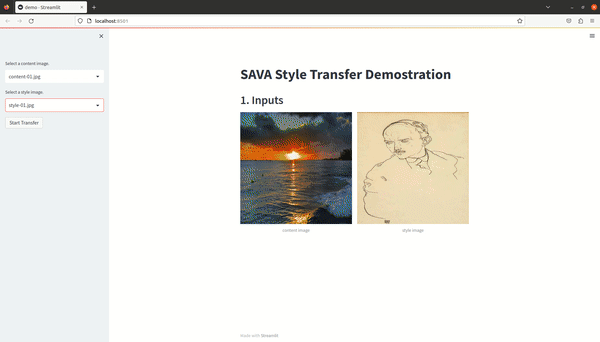 demo · Streamlit
localhost:8501
Select a content image.
content-01.jpg
Select a style image.
style-01.jpg
Start Transfer
SAVA Style Transfer Demostration
1. Inputs
content image
style image
made with Streamlit